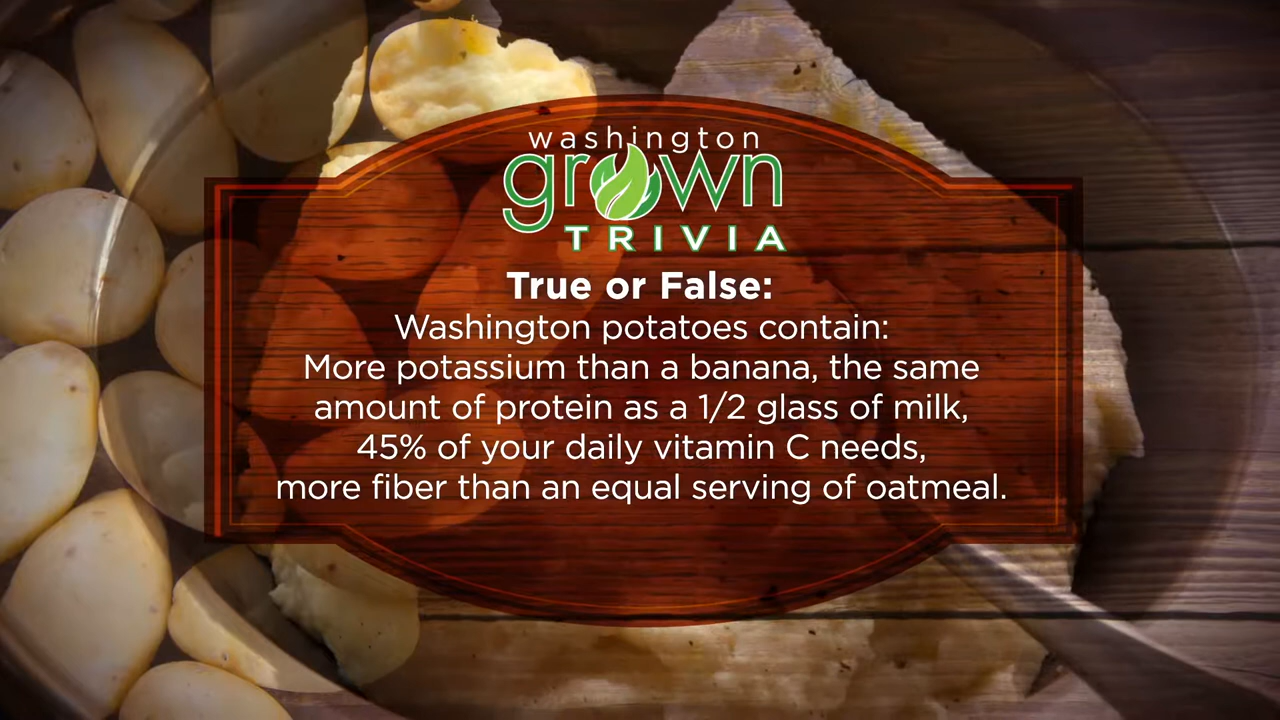 washington
grown
TRIVIA
True or False:
Washington potatoes contain:
More potassium than a banana, the same
amount of protein as a 1/2 glass of milk,
45% of your daily vitamin C needs,
more fiber than an equal serving of oatmeal.